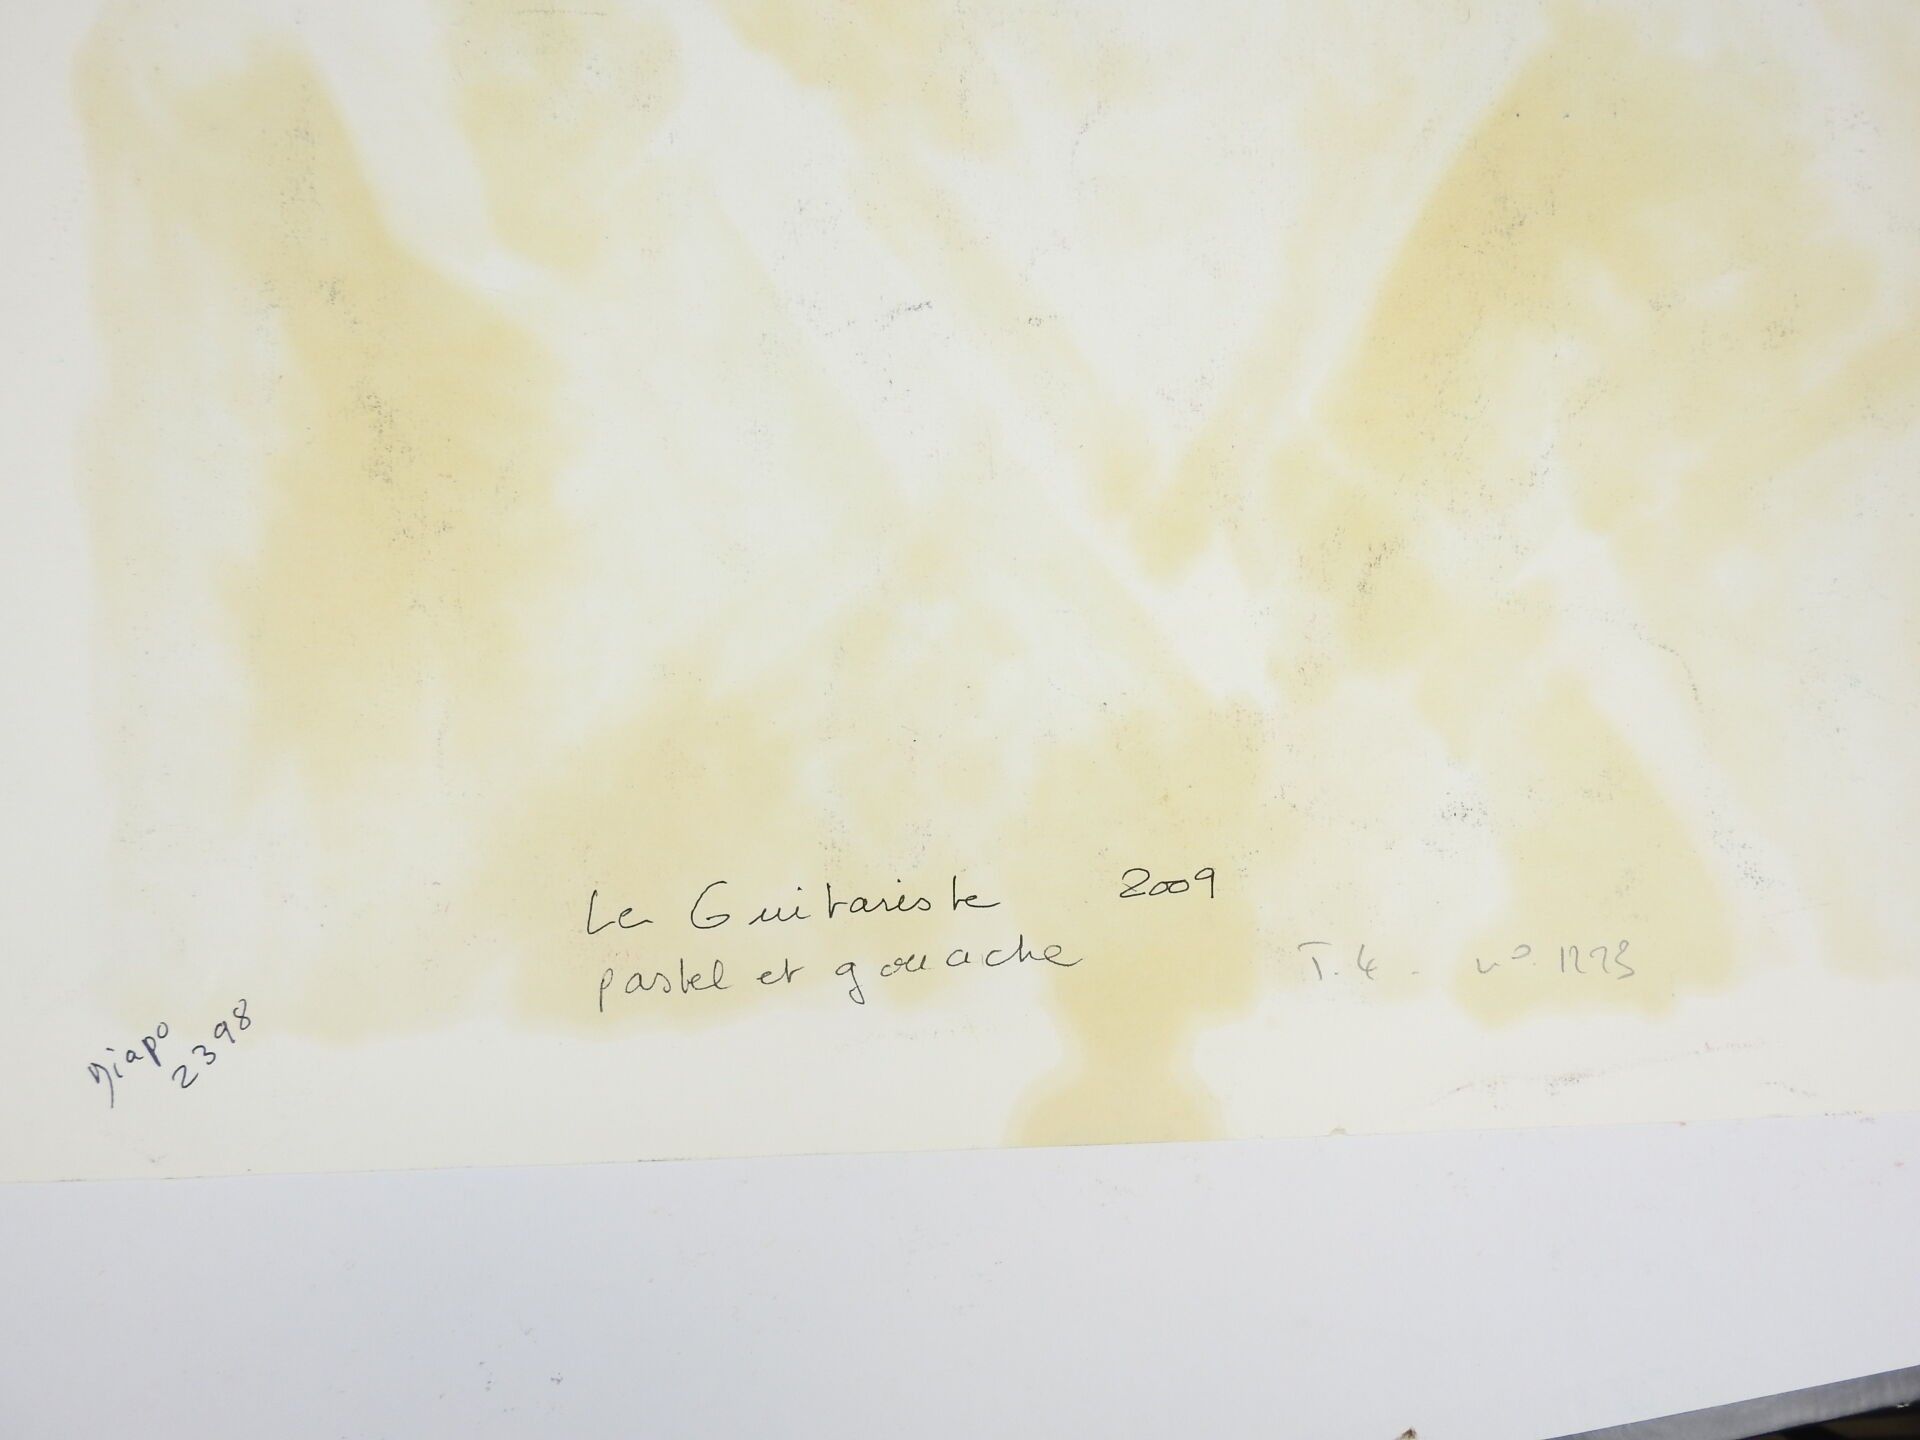 Le Guitariste 2009
pastel et gouache
T.4. n°. 1223
Diapo
2398